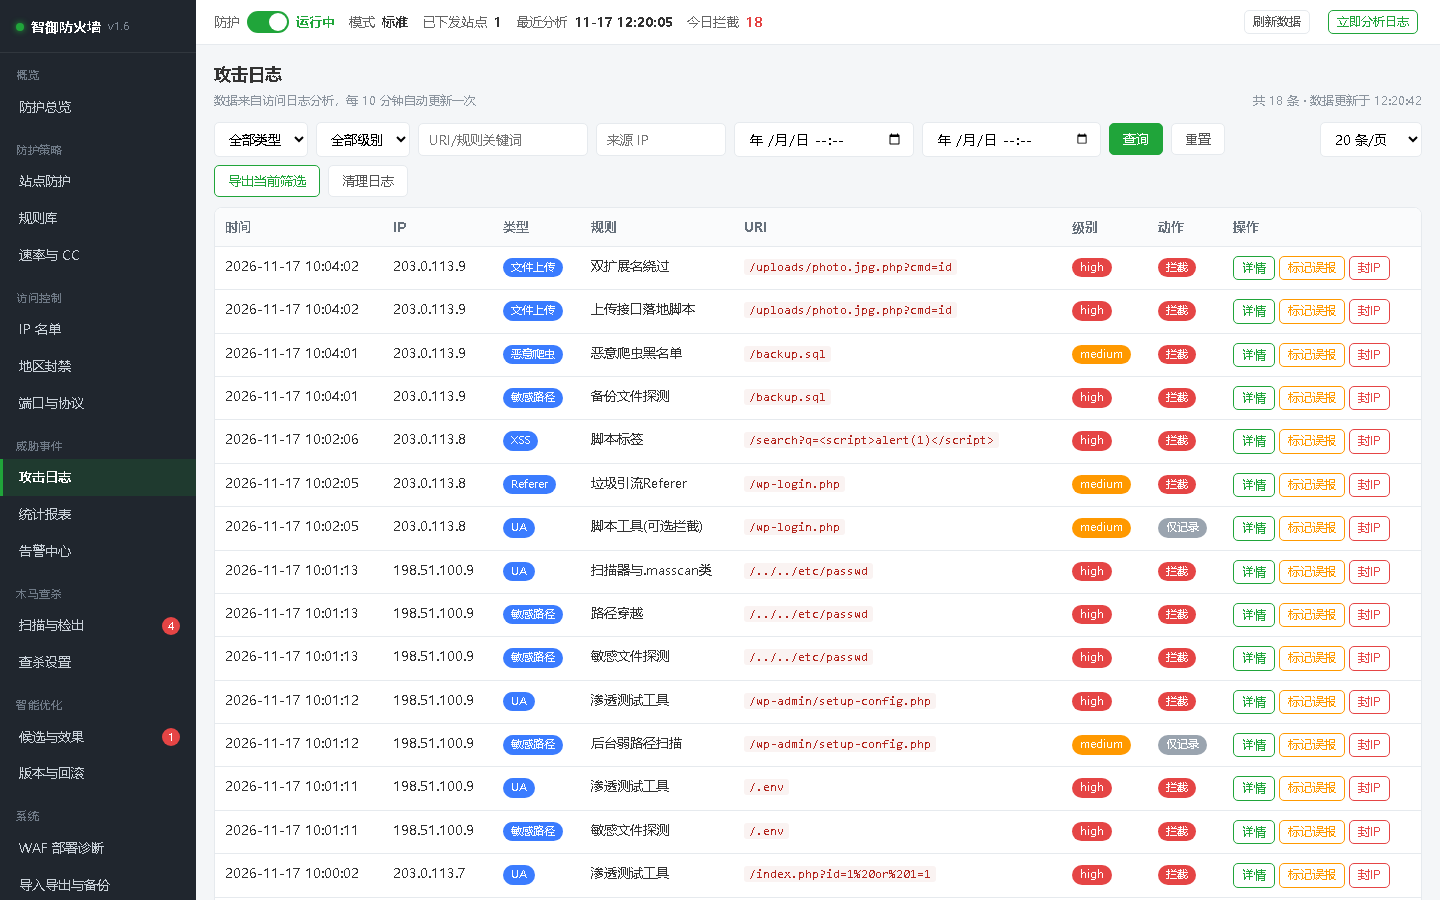 智御防火墙 v1.6
概览
防护总览
防护策略
站点防护
规则库
速率与 CC
访问控制
IP 名单
地区封禁
端口与协议
威胁事件
攻击日志
统计报表
告警中心
木马查杀
扫描与检出 4
查杀设置
智能优化
候选与效果 1
版本与回滚
系统
WAF 部署诊断
导入导出与备份
防护 运行中 模式 标准 已下发站点 1 最近分析 11-17 12:20:05 今日拦截 18 刷新数据 立即分析日志
攻击日志
数据来自访问日志分析，每 10 分钟自动更新一次 共 18 条 · 数据更新于 12:20:42
全部类型 全部级别 URI/规则关键词 来源 IP 年 /月/日 --:-- 年 /月/日 --:-- 查询 重置 20 条/页
导出当前筛选 清理日志
时间 IP 类型 规则 URI 级别 动作 操作
2026-11-17 10:04:02 203.0.113.9 文件上传 双扩展名绕过 /uploads/photo.jpg.php?cmd=id high 拦截 详情 标记误报 封IP
2026-11-17 10:04:02 203.0.113.9 文件上传 上传接口落地脚本 /uploads/photo.jpg.php?cmd=id high 拦截 详情 标记误报 封IP
2026-11-17 10:04:01 203.0.113.9 恶意爬虫 恶意爬虫黑名单 /backup.sql medium 拦截 详情 标记误报 封IP
2026-11-17 10:04:01 203.0.113.9 敏感路径 备份文件探测 /backup.sql high 拦截 详情 标记误报 封IP
2026-11-17 10:02:06 203.0.113.8 XSS 脚本标签 /search?q=<script>alert(1)</script> high 拦截 详情 标记误报 封IP
2026-11-17 10:02:05 203.0.113.8 Referer 垃圾引流Referer /wp-login.php medium 拦截 详情 标记误报 封IP
2026-11-17 10:02:05 203.0.113.8 UA 脚本工具(可选拦截) /wp-login.php medium 仅记录 详情 标记误报 封IP
2026-11-17 10:01:13 198.51.100.9 UA 扫描器与.masscan类 /../../etc/passwd high 拦截 详情 标记误报 封IP
2026-11-17 10:01:13 198.51.100.9 敏感路径 路径穿越 /../../etc/passwd high 拦截 详情 标记误报 封IP
2026-11-17 10:01:13 198.51.100.9 敏感路径 敏感文件探测 /../../etc/passwd high 拦截 详情 标记误报 封IP
2026-11-17 10:01:12 198.51.100.9 UA 渗透测试工具 /wp-admin/setup-config.php high 拦截 详情 标记误报 封IP
2026-11-17 10:01:12 198.51.100.9 敏感路径 后台弱路径扫描 /wp-admin/setup-config.php medium 仅记录 详情 标记误报 封IP
2026-11-17 10:01:11 198.51.100.9 UA 渗透测试工具 /.env high 拦截 详情 标记误报 封IP
2026-11-17 10:01:11 198.51.100.9 敏感路径 敏感文件探测 /.env high 拦截 详情 标记误报 封IP
2026-11-17 10:00:02 203.0.113.7 UA 渗透测试工具 /index.php?id=1%20or%201=1 high 拦截 详情 标记误报 封IP